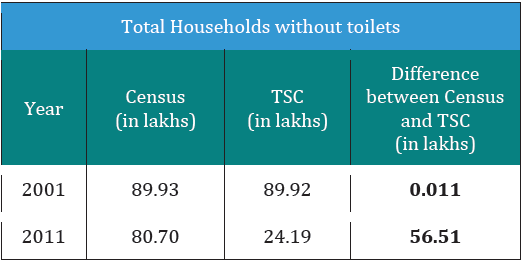 Total Households without toilets
Year
Census
(in lakhs)
TSC
(in lakhs)
Difference
between Census
and TSC
(in lakhs)
2001 89.93 89.92 0.011
2011 80.70 24.19 56.51